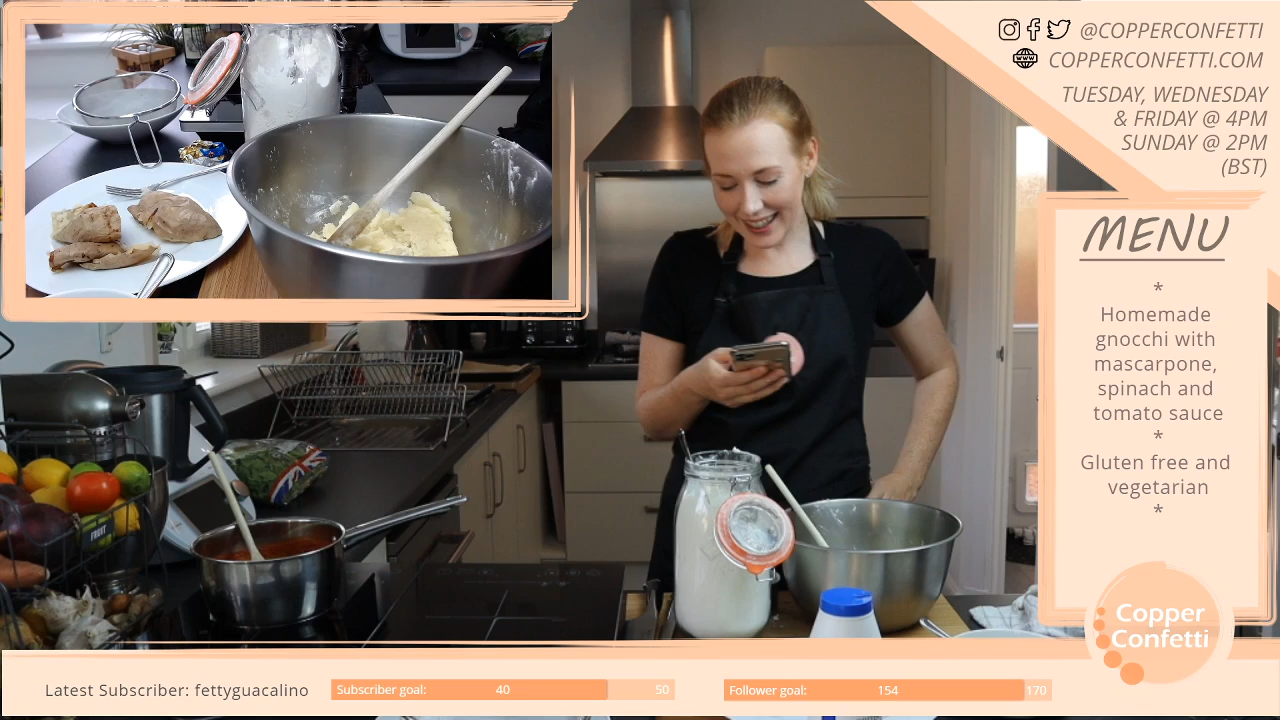 @COPPERCONFETTI
COPPERCONFETTI.COM
TUESDAY, WEDNESDAY
& FRIDAY @ 4PM
SUNDAY @ 2PM
(BST)
MENU
*
Homemade
gnocchi with
mascarpone,
spinach and
tomato sauce
*
Gluten free and
vegetarian
*
FRUIT
Copper
Confetti
Latest Subscriber: fettyguacalino
Subscriber goal: 40 50
Follower goal: 154 170